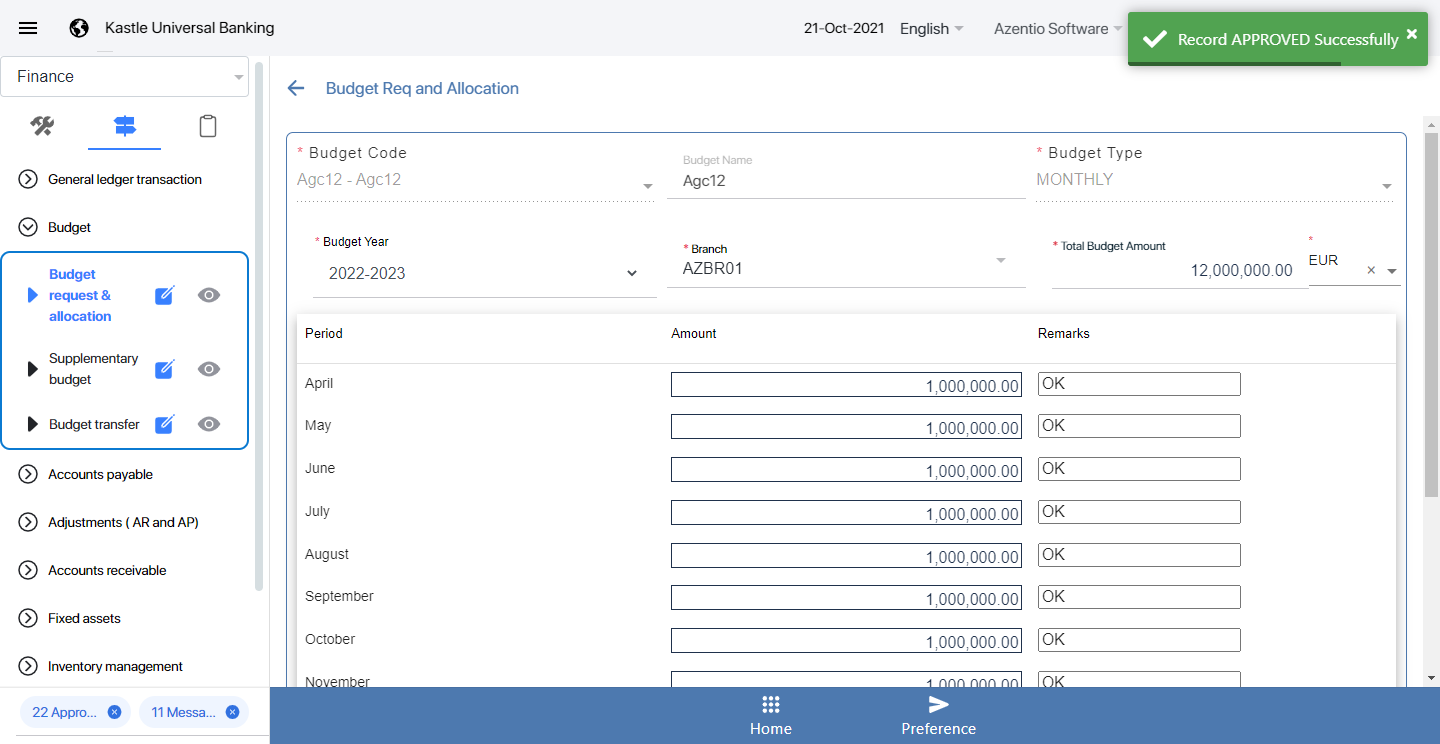 Kastle Universal Banking
21-Oct-2021
English
Azentio Software
Record APPROVED Successfully
Finance
General ledger transaction
Budget
Budget
request &
allocation
Supplementary
budget
Budget transfer
Accounts payable
Adjustments ( AR and AP)
Accounts receivable
Fixed assets
Inventory management
22 Appro...
11 Messa...
Budget Req and Allocation
* Budget Code
Agc12 - Agc12
Budget Name
Agc12
* Budget Type
MONTHLY
* Budget Year
2022-2023
* Branch
AZBR01
* Total Budget Amount
12,000,000.00
*
EUR
Period Amount Remarks
April 1,000,000.00 OK
May 1,000,000.00 OK
June 1,000,000.00 OK
July 1,000,000.00 OK
August 1,000,000.00 OK
September 1,000,000.00 OK
October 1,000,000.00 OK
November 1,000,000.00 OK
Home
Preference